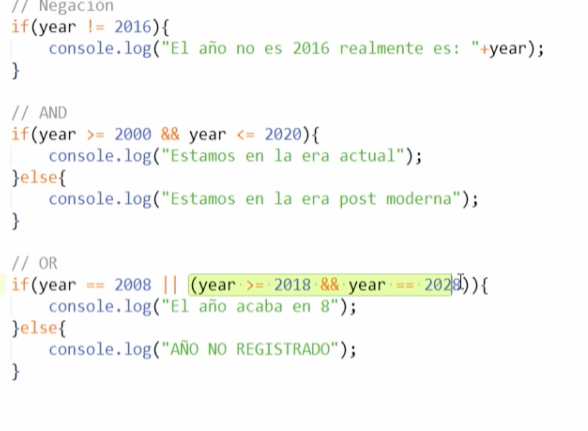 // Negación
if(year != 2016){
    console.log("El año no es 2016 realmente es: "+year);
}
// AND
if(year >= 2000 && year <= 2020){
    console.log("Estamos en la era actual");
}else{
    console.log("Estamos en la era post moderna");
}
// OR
if(year == 2008 || (year >= 2018 && year == 2028)){
    console.log("El año acaba en 8");
}else{
    console.log("AÑO NO REGISTRADO");
}